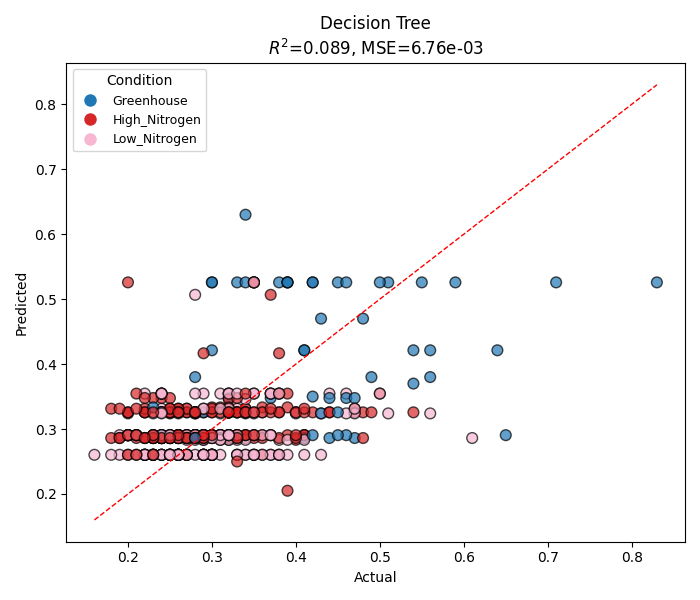 Decision Tree
R²=0.089, MSE=6.76e-03
Condition
Greenhouse
High_Nitrogen
Low_Nitrogen
0.8
0.7
0.6
0.5
0.4
0.3
0.2
Predicted
0.2 0.3 0.4 0.5 0.6 0.7 0.8
Actual